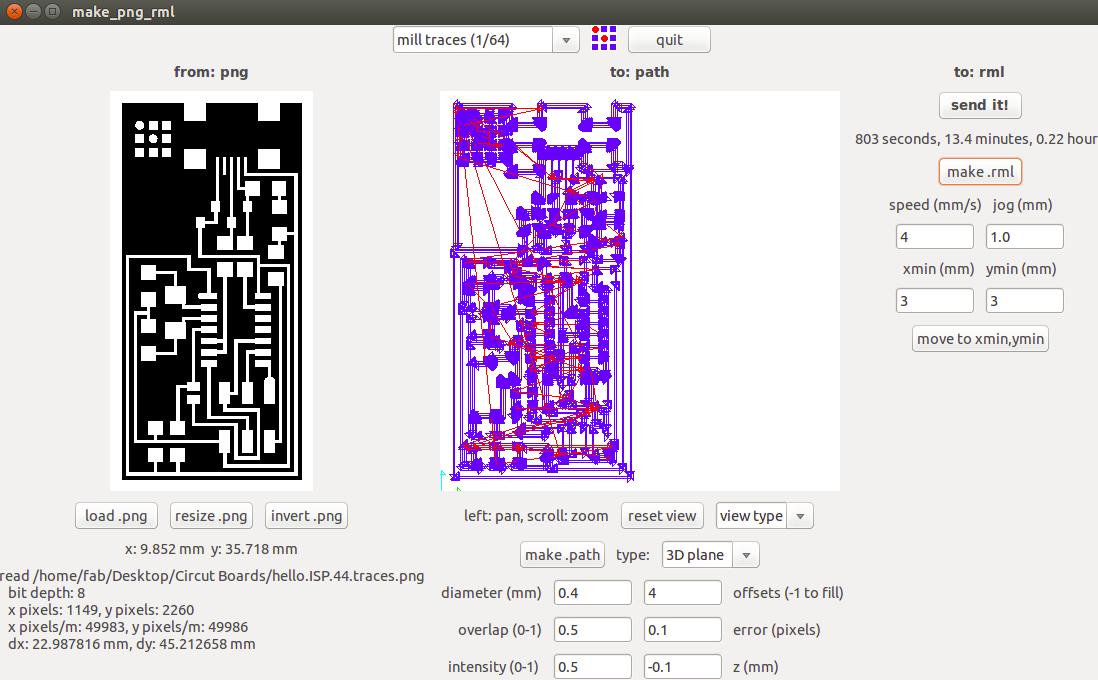 make_png_rml
mill traces (1/64)
quit
from: png
to: path
to: rml
send it!
803 seconds, 13.4 minutes, 0.22 hour
make .rml
speed (mm/s) jog (mm)
4 1.0
xmin (mm) ymin (mm)
3 3
move to xmin,ymin
load .png resize .png invert .png
x: 9.852 mm y: 35.718 mm
read /home/fab/Desktop/Circut Boards/hello.ISP.44.traces.png
bit depth: 8
x pixels: 1149, y pixels: 2260
x pixels/m: 49983, y pixels/m: 49986
dx: 22.987816 mm, dy: 45.212658 mm
left: pan, scroll: zoom reset view view type
make .path type: 3D plane
diameter (mm) 0.4 4 offsets (-1 to fill)
overlap (0-1) 0.5 0.1 error (pixels)
intensity (0-1) 0.5 -0.1 z (mm)